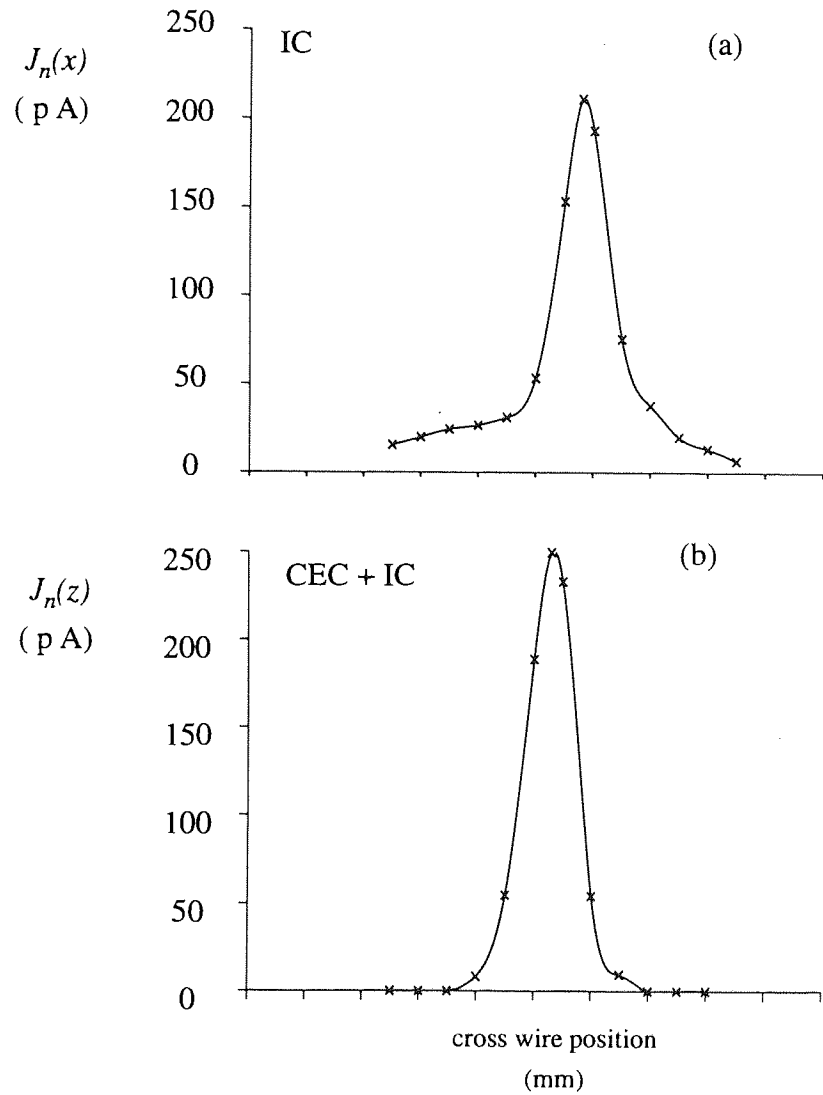 250
IC
(a)
J_n(x)
( p A)
200
150
100
50
0
250
CEC + IC
(b)
J_n(z)
( p A)
200
150
100
50
0
cross wire position
(mm)